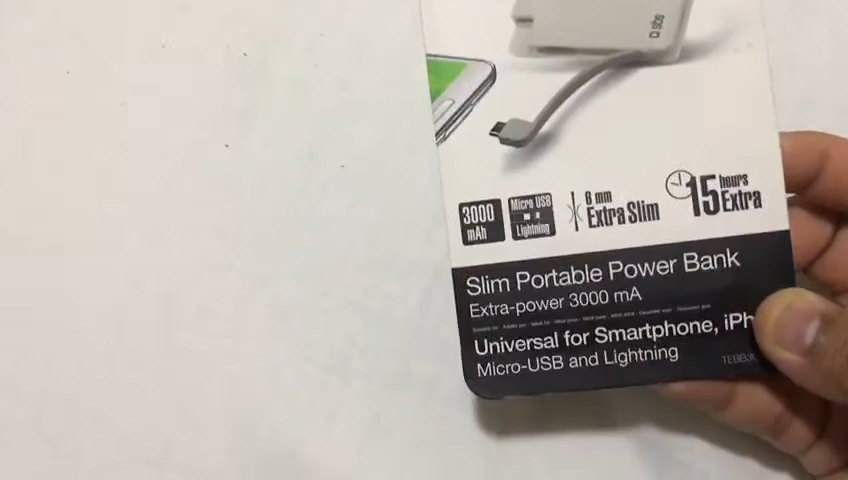 sbs
3000
mAh
Micro USB
Lightning
6 mm
Extra Slim
15 hours
Extra
Slim Portable Power Bank
Extra-power 3000 mA
Universal for Smartphone, iPh
Micro-USB and Lightning